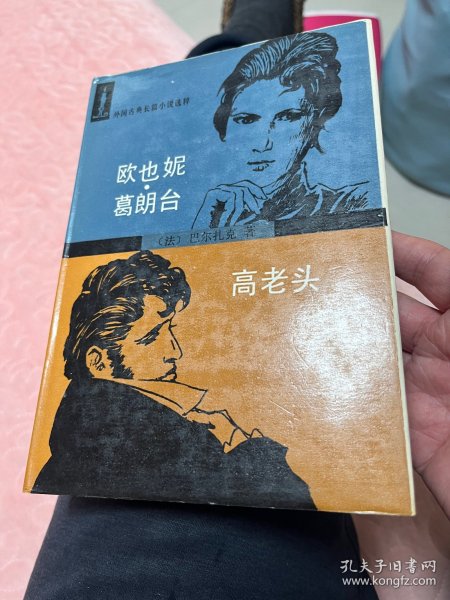 外国古典长篇小说选粹
欧也妮·
葛朗台
（法）巴尔扎克 著
高老头
孔夫子旧书网
www.kongfz.com